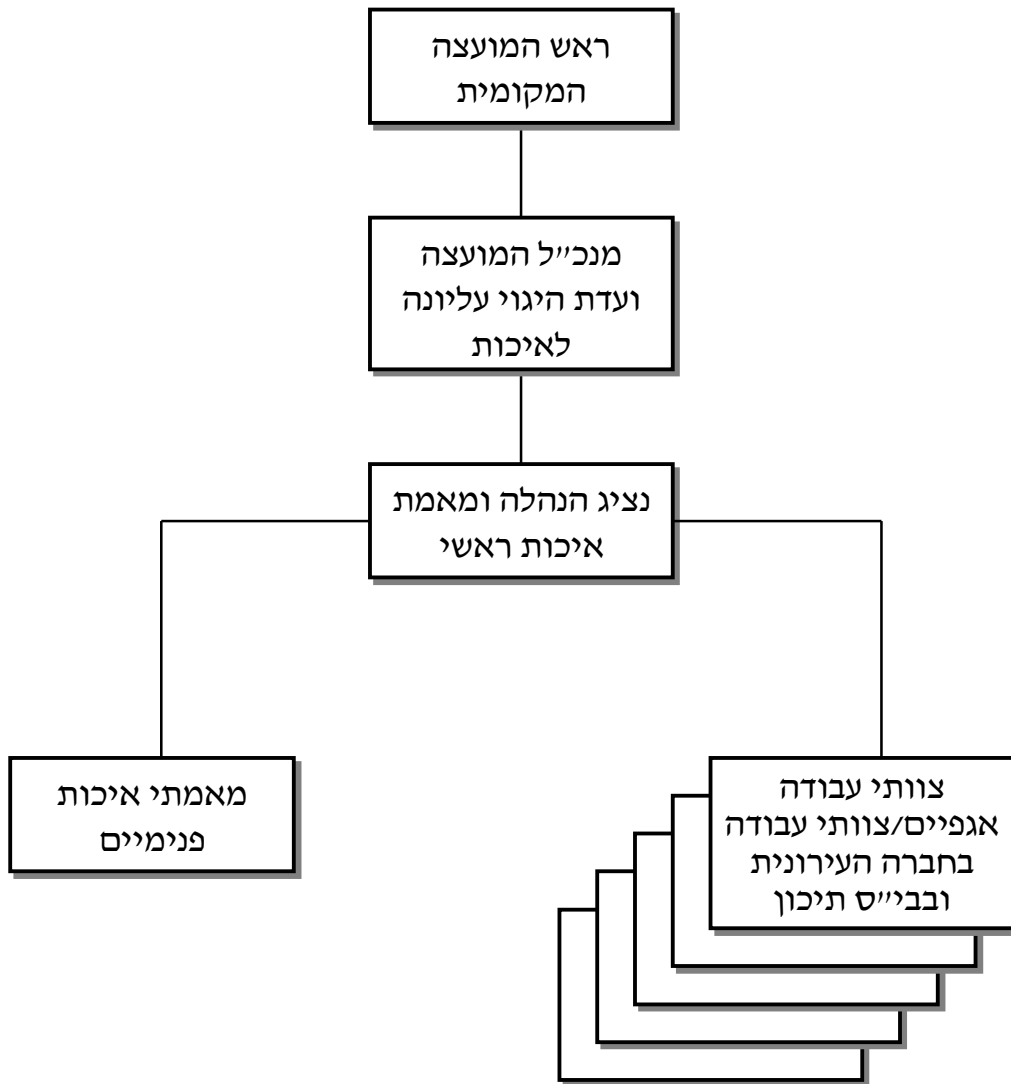 ראש המועצה
המקומית
מנכ״ל המועצה
ועדת היגוי עליונה
לאיכות
נציג הנהלה ומאמת
איכות ראשי
מאמתי איכות
פנימיים
צוותי עבודה
אגפיים/צוותי עבודה
בחברה העירונית
ובבי״ס תיכון